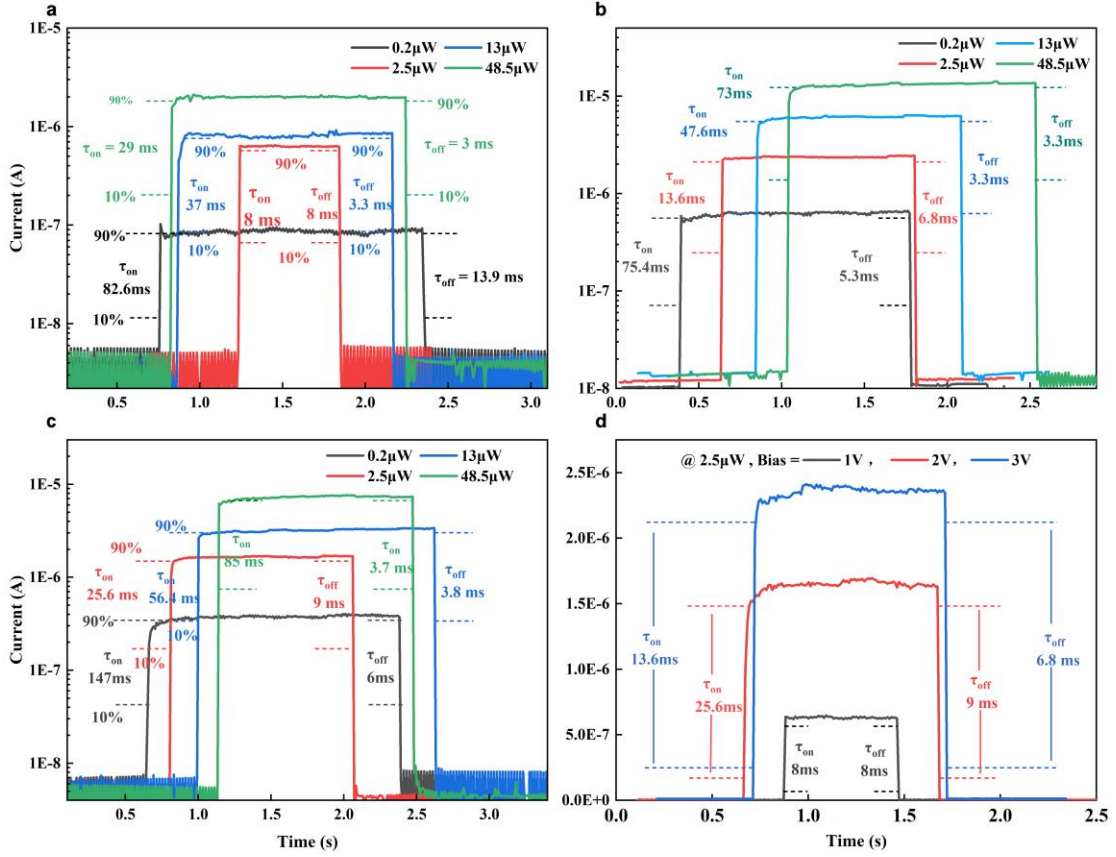 a
0.2μW 13μW
2.5μW 48.5μW
1E-5
1E-6
1E-7
1E-8
Current (A)
90% 90%
90% 90%
90%
τon = 29 ms τoff = 3 ms
10% 10%
τon
37 ms
τon
8 ms
τoff
8 ms
τoff
3.3 ms
90% 90%
10% 10%
10%
τon
82.6ms
τoff = 13.9 ms
10% 10%
0.5 1.0 1.5 2.0 2.5 3.0
b
0.2μW 13μW
2.5μW 48.5μW
1E-5
1E-6
1E-7
1E-8
τon
73ms
τon
47.6ms
τon
13.6ms
τon
75.4ms
τoff
3.3ms
τoff
3.3ms
τoff
6.8ms
τoff
5.3ms
0.0 0.5 1.0 1.5 2.0 2.5
c
0.2μW 13μW
2.5μW 48.5μW
1E-5
1E-6
1E-7
1E-8
Current (A)
90%
90%
90%
τon
25.6 ms
τon
56.4 ms
τon
85 ms
τoff
9 ms
τon
3.7 ms
τoff
3.8 ms
10%
10%
τon
147ms
τoff
6ms
10%
0.5 1.0 1.5 2.0 2.5 3.0
Time (s)
d
@ 2.5μW , Bias = 1V , 2V, 3V
2.5E-6
2.0E-6
1.5E-6
1.0E-6
5.0E-7
0.0E+0
τon
13.6ms
τon
25.6ms
τon
8ms
τoff
8ms
τoff
9 ms
τoff
6.8 ms
0.0 0.5 1.0 1.5 2.0 2.5
Time (s)